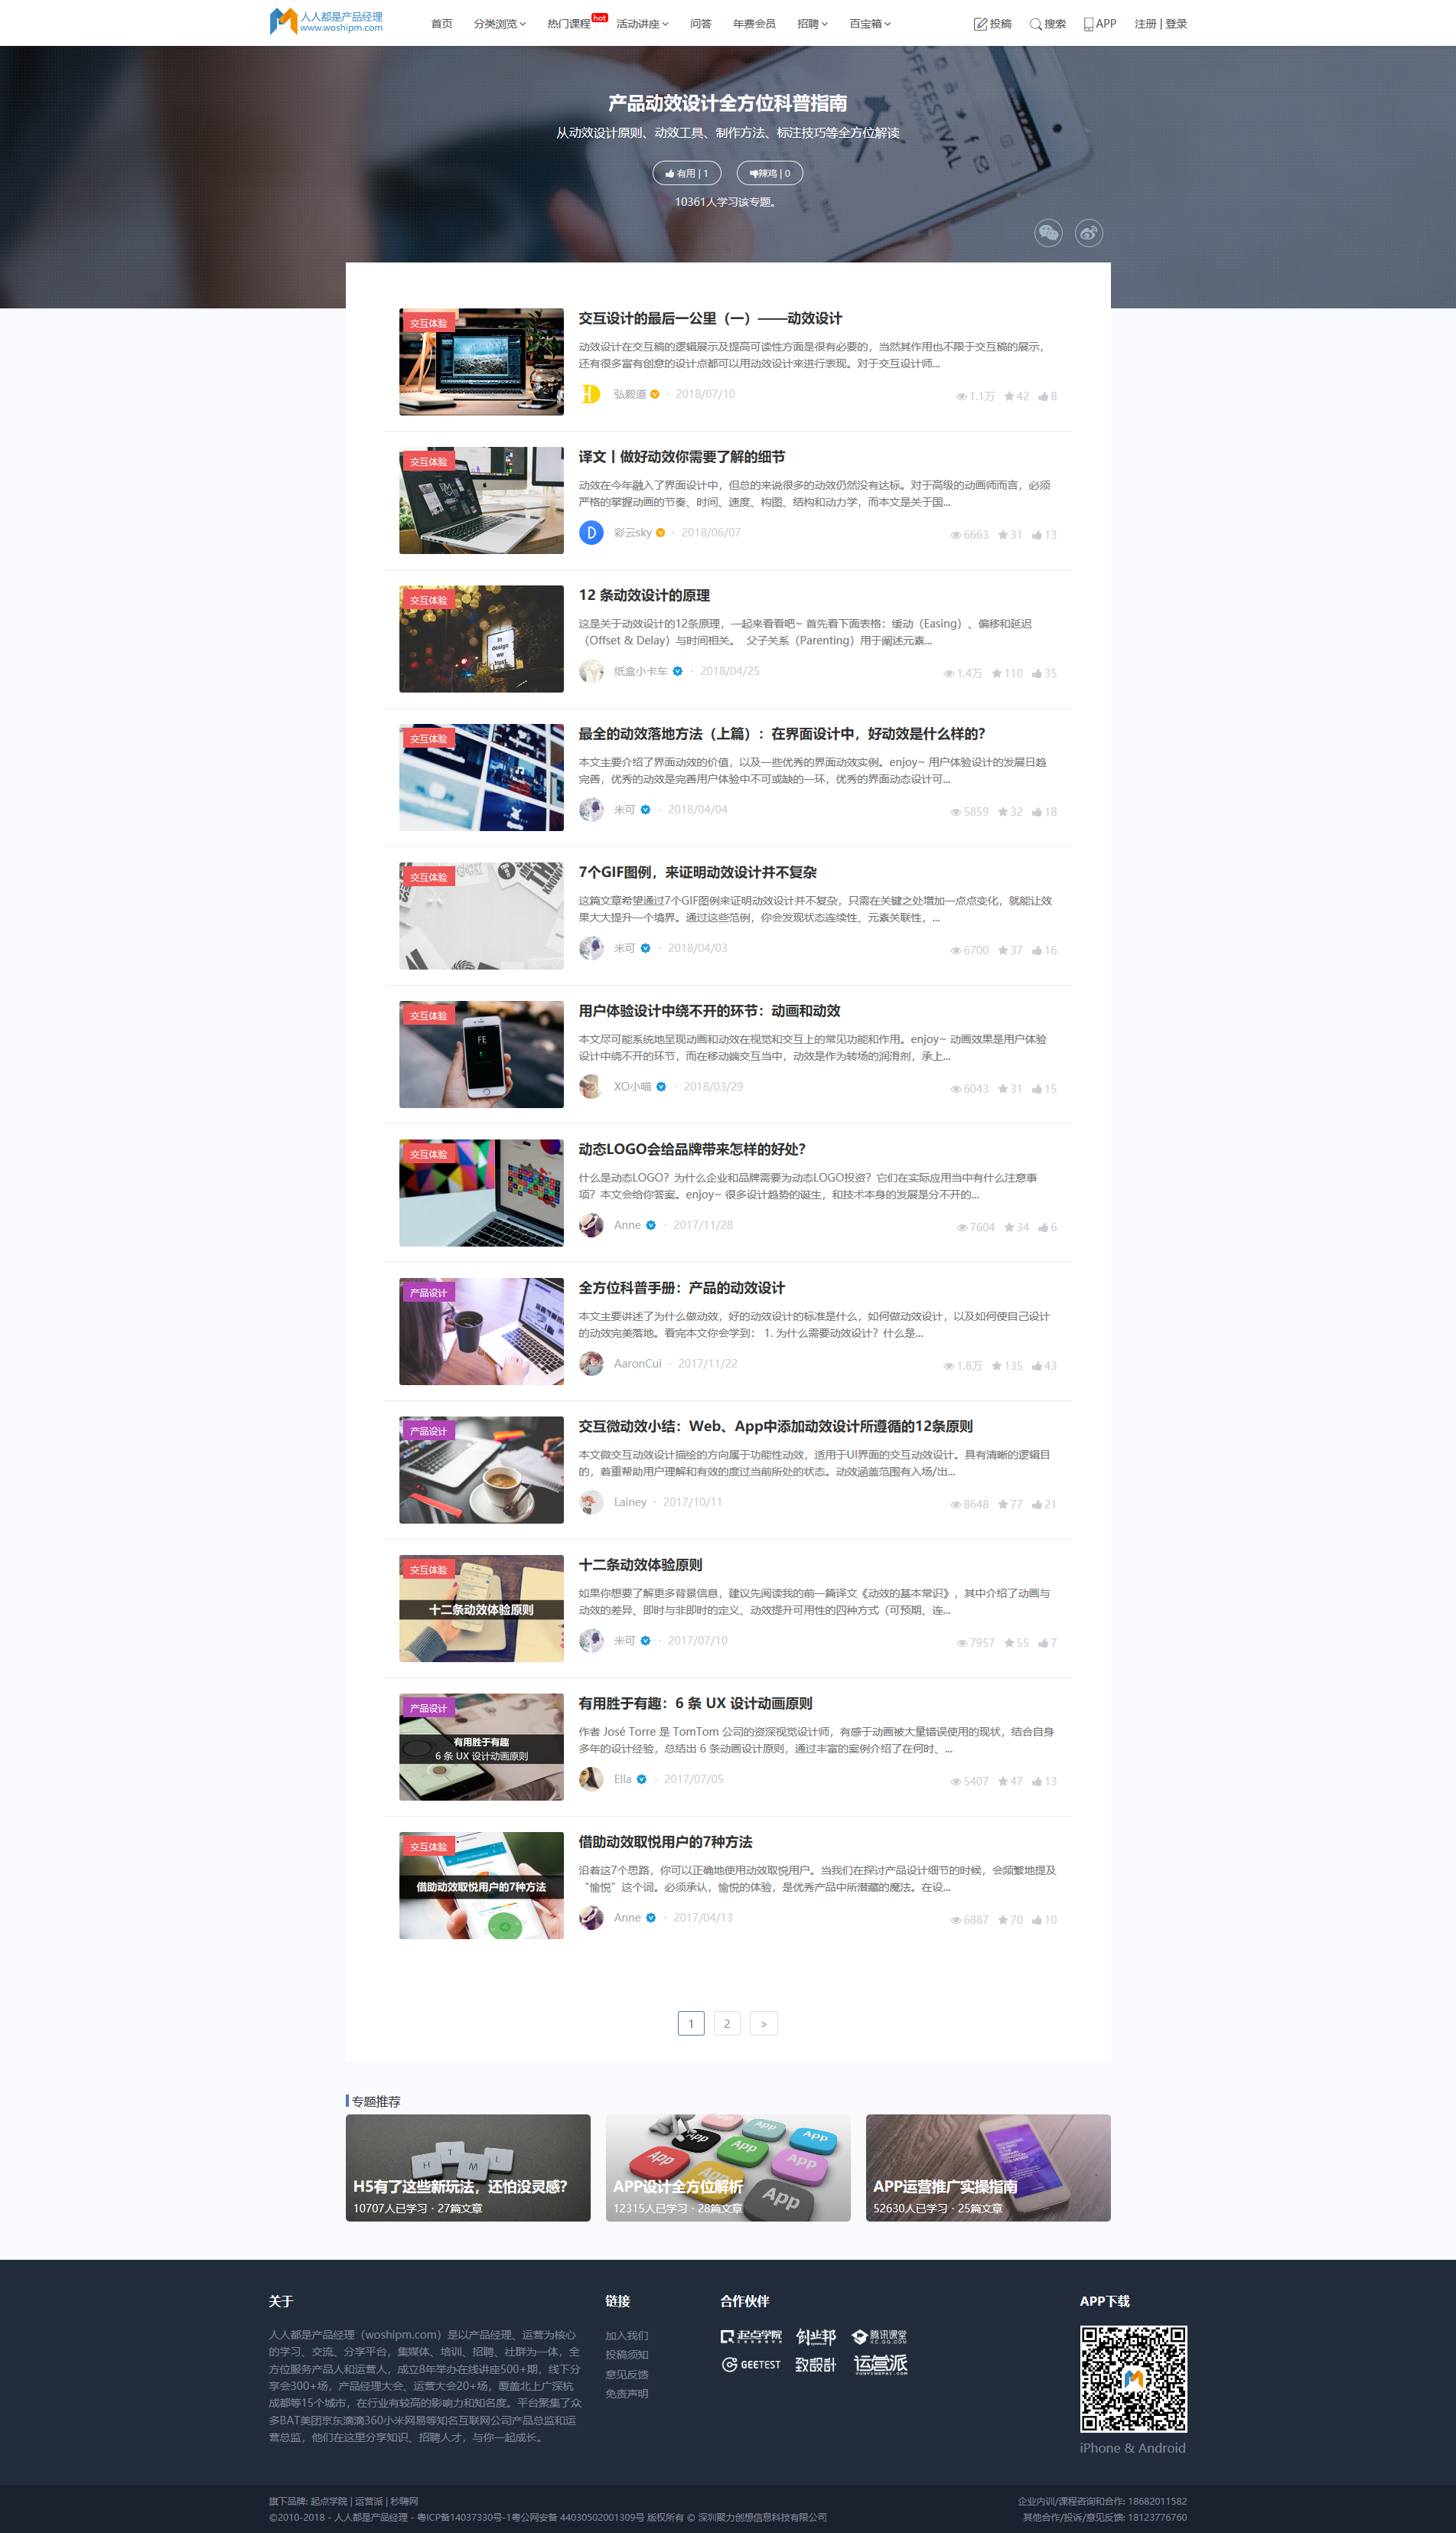 人人都是产品经理
www.woshipm.com
首页 分类浏览 热门课程 hot 活动讲座 问答 年费会员 招聘 百宝箱 投稿 搜索 APP 注册 | 登录
产品动效设计全方位科普指南
从动效设计原则、动效工具、制作方法、标注技巧等全方位解读
有用 | 1 辣鸡 | 0
10361人学习该专题。
交互体验
交互设计的最后一公里（一）——动效设计
动效设计在交互稿的逻辑展示及提高可读性方面是很有必要的，当然其作用也不限于交互稿的展示，
还有很多富有创意的设计点都可以用动效设计来进行表现。对于交互设计师...
弘毅道 · 2018/07/10 1.1万 42 8
交互体验
译文丨做好动效你需要了解的细节
动效在今年融入了界面设计中，但总的来说很多的动效仍然没有达标。对于高级的动画师而言，必须
严格的掌握动画的节奏、时间、速度、构图、结构和动力学，而本文是关于国...
彩云sky · 2018/06/07 6663 31 13
交互体验
In
design
we
trust
12 条动效设计的原理
这是关于动效设计的12条原理，一起来看看吧~ 首先看下面表格：缓动（Easing）、偏移和延迟
（Offset & Delay）与时间相关。 父子关系（Parenting）用于阐述元素...
纸盒小卡车 · 2018/04/25 1.4万 110 35
交互体验
最全的动效落地方法（上篇）：在界面设计中，好动效是什么样的？
本文主要介绍了界面动效的价值，以及一些优秀的界面动效实例。enjoy~ 用户体验设计的发展日趋
完善，优秀的动效是完善用户体验中不可或缺的一环，优秀的界面动态设计可...
米可 · 2018/04/04 5859 32 18
交互体验
7个GIF图例，来证明动效设计并不复杂
这篇文章希望通过7个GIF图例来证明动效设计并不复杂，只需在关键之处增加一点点变化，就能让效
果大大提升一个境界。通过这些范例，你会发现状态连续性、元素关联性，...
米可 · 2018/04/03 6700 37 16
交互体验
FE
用户体验设计中绕不开的环节：动画和动效
本文尽可能系统地呈现动画和动效在视觉和交互上的常见功能和作用。enjoy~ 动画效果是用户体验
设计中绕不开的环节，而在移动端交互当中，动效是作为转场的润滑剂，承上...
XO小喵 · 2018/03/29 6043 31 15
交互体验
动态LOGO会给品牌带来怎样的好处？
什么是动态LOGO？为什么企业和品牌需要为动态LOGO投资？它们在实际应用当中有什么注意事
项？本文会给你答案。enjoy~ 很多设计趋势的诞生，和技术本身的发展是分不开的...
Anne · 2017/11/28 7604 34 6
产品设计
全方位科普手册：产品的动效设计
本文主要讲述了为什么做动效，好的动效设计的标准是什么，如何做动效设计，以及如何使自己设计
的动效完美落地。看完本文你会学到： 1. 为什么需要动效设计？什么是...
AaronCui · 2017/11/22 1.8万 135 43
产品设计
交互微动效小结：Web、App中添加动效设计所遵循的12条原则
本文微交互动效设计描绘的方向属于功能性动效，适用于UI界面的交互动效设计。具有清晰的逻辑目
的，着重帮助用户理解和有效的度过当前所处的状态。动效涵盖范围有入场/出...
Lainey · 2017/10/11 8648 77 21
交互体验
十二条动效体验原则
十二条动效体验原则
如果你想要了解更多背景信息，建议先阅读我的前一篇译文《动效的基本常识》，其中介绍了动画与
动效的差异、即时与非即时的定义、动效提升可用性的四种方式（可预期、连...
米可 · 2017/07/10 7957 55 7
产品设计
有用胜于有趣
6 条 UX 设计动画原则
有用胜于有趣：6 条 UX 设计动画原则
作者 José Torre 是 TomTom 公司的资深视觉设计师，有感于动画被大量错误使用的现状，结合自身
多年的设计经验，总结出 6 条动画设计原则，通过丰富的案例介绍了在何时、...
Ella · 2017/07/05 5407 47 13
交互体验
借助动效取悦用户的7种方法
借助动效取悦用户的7种方法
沿着这7个思路，你可以正确地使用动效取悦用户。当我们在探讨产品设计细节的时候，会频繁地提及
“愉悦”这个词。必须承认，愉悦的体验，是优秀产品中所潜藏的魔法。在设...
Anne · 2017/04/13 6887 70 10
1 2 >
专题推荐
H T M L
H5有了这些新玩法，还怕没灵感？
10707人已学习 · 27篇文章
App App App App App App
APP设计全方位解析
12315人已学习 · 28篇文章
APP运营推广实操指南
52630人已学习 · 25篇文章
关于
人人都是产品经理（woshipm.com）是以产品经理、运营为核心
的学习、交流、分享平台，集媒体、培训、招聘、社群为一体，全
方位服务产品人和运营人，成立8年举办在线讲座500+期，线下分
享会300+场，产品经理大会、运营大会20+场，覆盖北上广深杭
成都等15个城市，在行业有较高的影响力和知名度。平台聚集了众
多BAT美团京东滴滴360小米网易等知名互联网公司产品总监和运
营总监，他们在这里分享知识、招聘人才，与你一起成长。
链接
加入我们
投稿须知
意见反馈
免责声明
合作伙伴
起点学院 创业邦 腾讯课堂
KE.QQ.COM
GEETEST 致设计 运营派
APP下载
iPhone & Android
旗下品牌: 起点学院 | 运营派 | 秒聘网
©2010-2018 - 人人都是产品经理 - 粤ICP备14037330号-1粤公网安备 44030502001309号 版权所有 © 深圳聚力创想信息科技有限公司
企业内训/课程咨询和合作: 18682011582
其他合作/投诉/意见反馈: 18123776760